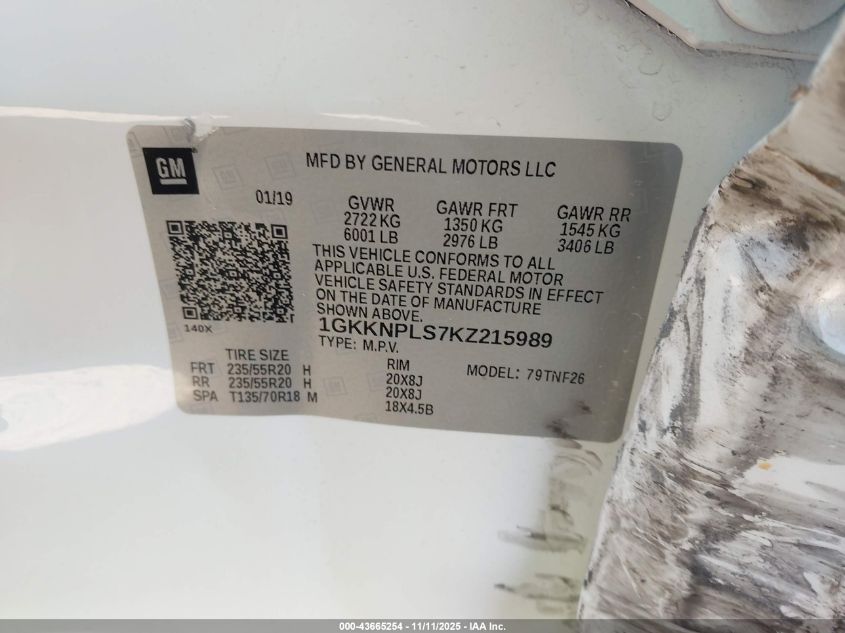 GM
MFD BY GENERAL MOTORS LLC
01/19
GVWR GAWR FRT GAWR RR
2722 KG 1350 KG 1545 KG
6001 LB 2976 LB 3406 LB
THIS VEHICLE CONFORMS TO ALL
APPLICABLE U.S. FEDERAL MOTOR
VEHICLE SAFETY STANDARDS IN EFFECT
ON THE DATE OF MANUFACTURE
SHOWN ABOVE.
140X
1GKKNPLS7KZ215989
TYPE: M.P.V.
TIRE SIZE RIM MODEL: 79TNF26
FRT 235/55R20 H 20X8J
RR 235/55R20 H 20X8J
SPA T135/70R18 M 18X4.5B
000-43665254 - 11/11/2025 - IAA Inc.